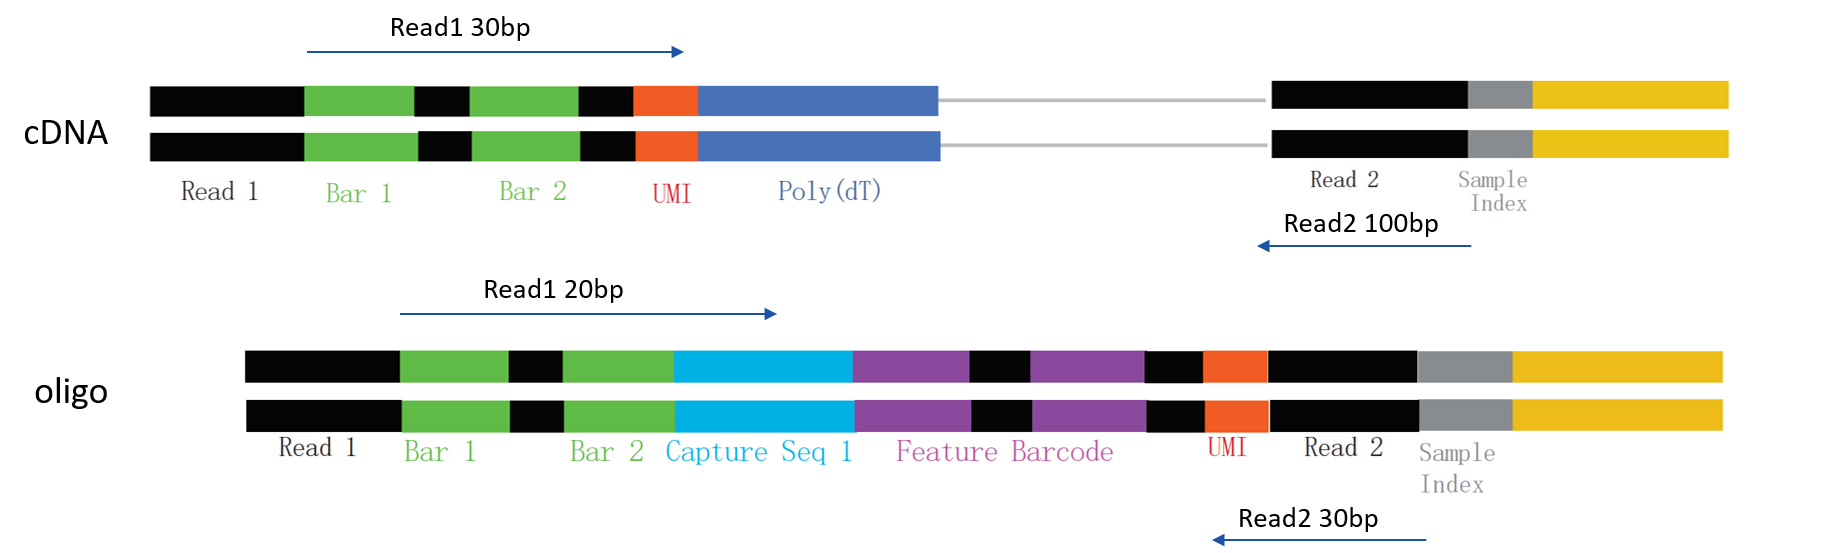 Read1 30bp
cDNA
Read 1
Bar 1
Bar 2
UMI
Poly(dT)
Read 2
Sample
Index
Read2 100bp
Read1 20bp
oligo
Read 1
Bar 1
Bar 2
Capture Seq 1
Feature Barcode
UMI
Read 2
Sample
Index
Read2 30bp